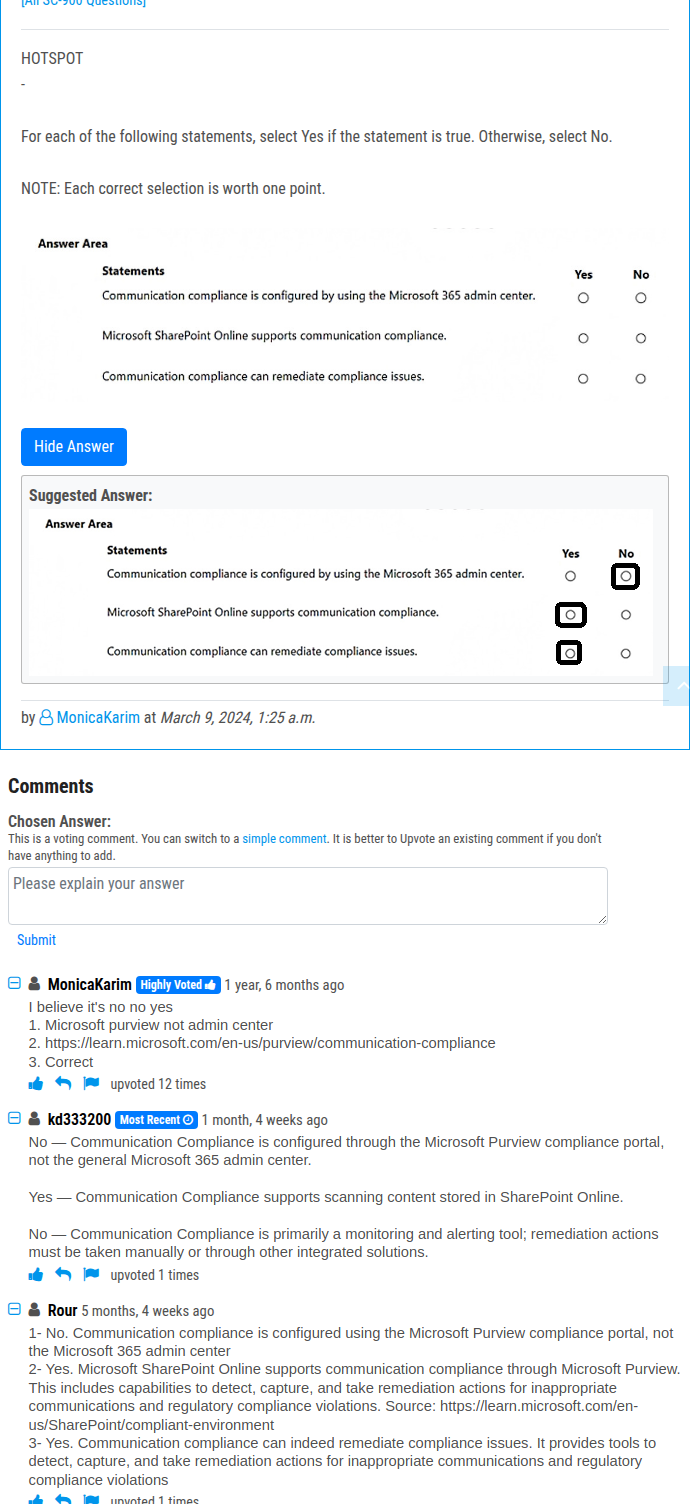 [All SC-900 Questions]
HOTSPOT
-
For each of the following statements, select Yes if the statement is true. Otherwise, select No.
NOTE: Each correct selection is worth one point.
Answer Area
Statements
Yes No
Communication compliance is configured by using the Microsoft 365 admin center.
Microsoft SharePoint Online supports communication compliance.
Communication compliance can remediate compliance issues.
Hide Answer
Suggested Answer:
Answer Area
Statements
Yes No
Communication compliance is configured by using the Microsoft 365 admin center.
Microsoft SharePoint Online supports communication compliance.
Communication compliance can remediate compliance issues.
by MonicaKarim at March 9, 2024, 1:25 a.m.
Comments
Chosen Answer:
This is a voting comment. You can switch to a simple comment. It is better to Upvote an existing comment if you don't
have anything to add.
Please explain your answer
Submit
MonicaKarim Highly Voted 1 year, 6 months ago
I believe it's no no yes
1. Microsoft purview not admin center
2. https://learn.microsoft.com/en-us/purview/communication-compliance
3. Correct
upvoted 12 times
kd333200 Most Recent 1 month, 4 weeks ago
No — Communication Compliance is configured through the Microsoft Purview compliance portal,
not the general Microsoft 365 admin center.
Yes — Communication Compliance supports scanning content stored in SharePoint Online.
No — Communication Compliance is primarily a monitoring and alerting tool; remediation actions
must be taken manually or through other integrated solutions.
upvoted 1 times
Rour 5 months, 4 weeks ago
1- No. Communication compliance is configured using the Microsoft Purview compliance portal, not
the Microsoft 365 admin center
2- Yes. Microsoft SharePoint Online supports communication compliance through Microsoft Purview.
This includes capabilities to detect, capture, and take remediation actions for inappropriate
communications and regulatory compliance violations. Source: https://learn.microsoft.com/en-
us/SharePoint/compliant-environment
3- Yes. Communication compliance can indeed remediate compliance issues. It provides tools to
detect, capture, and take remediation actions for inappropriate communications and regulatory
compliance violations
upvoted 1 times